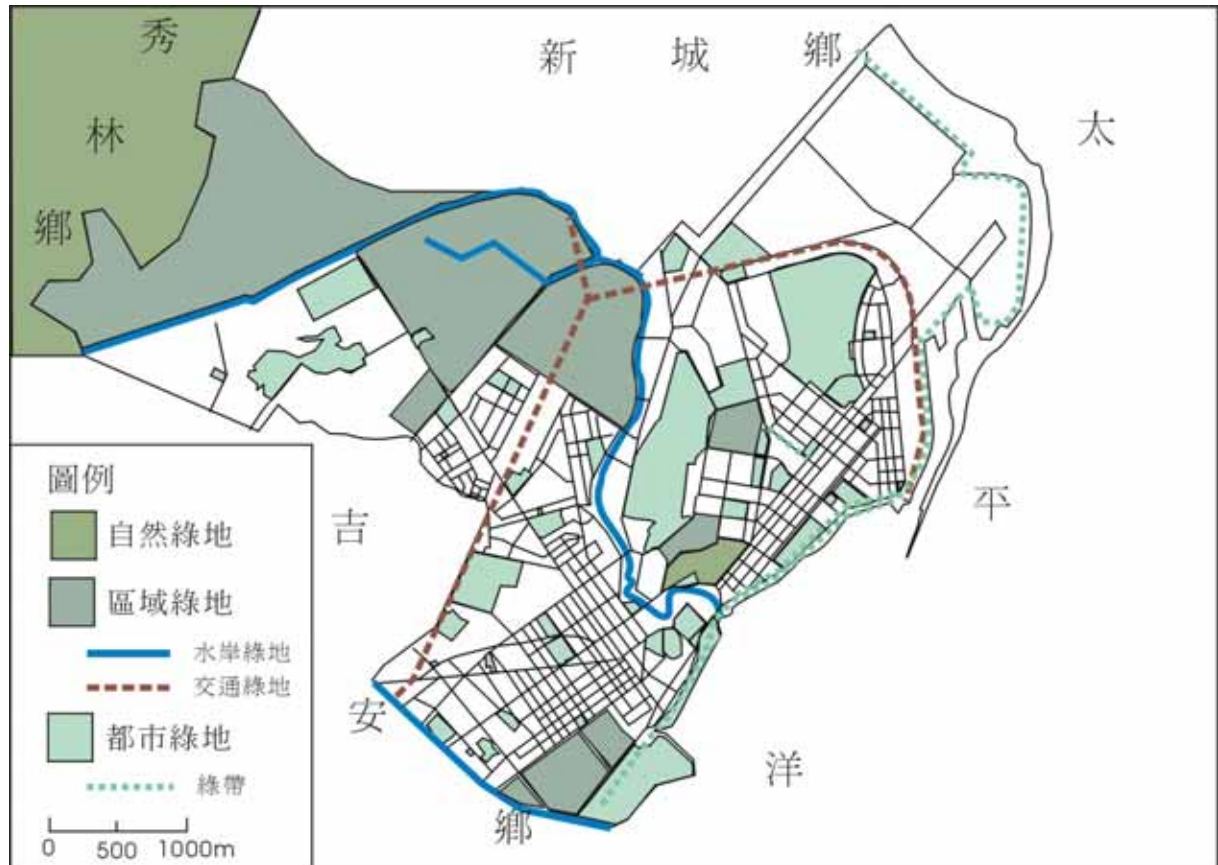 秀林鄉
新城鄉
太平洋
吉安鄉
圖例
自然綠地
區域綠地
水岸綠地
交通綠地
都市綠地
綠帶
0 500 1000m